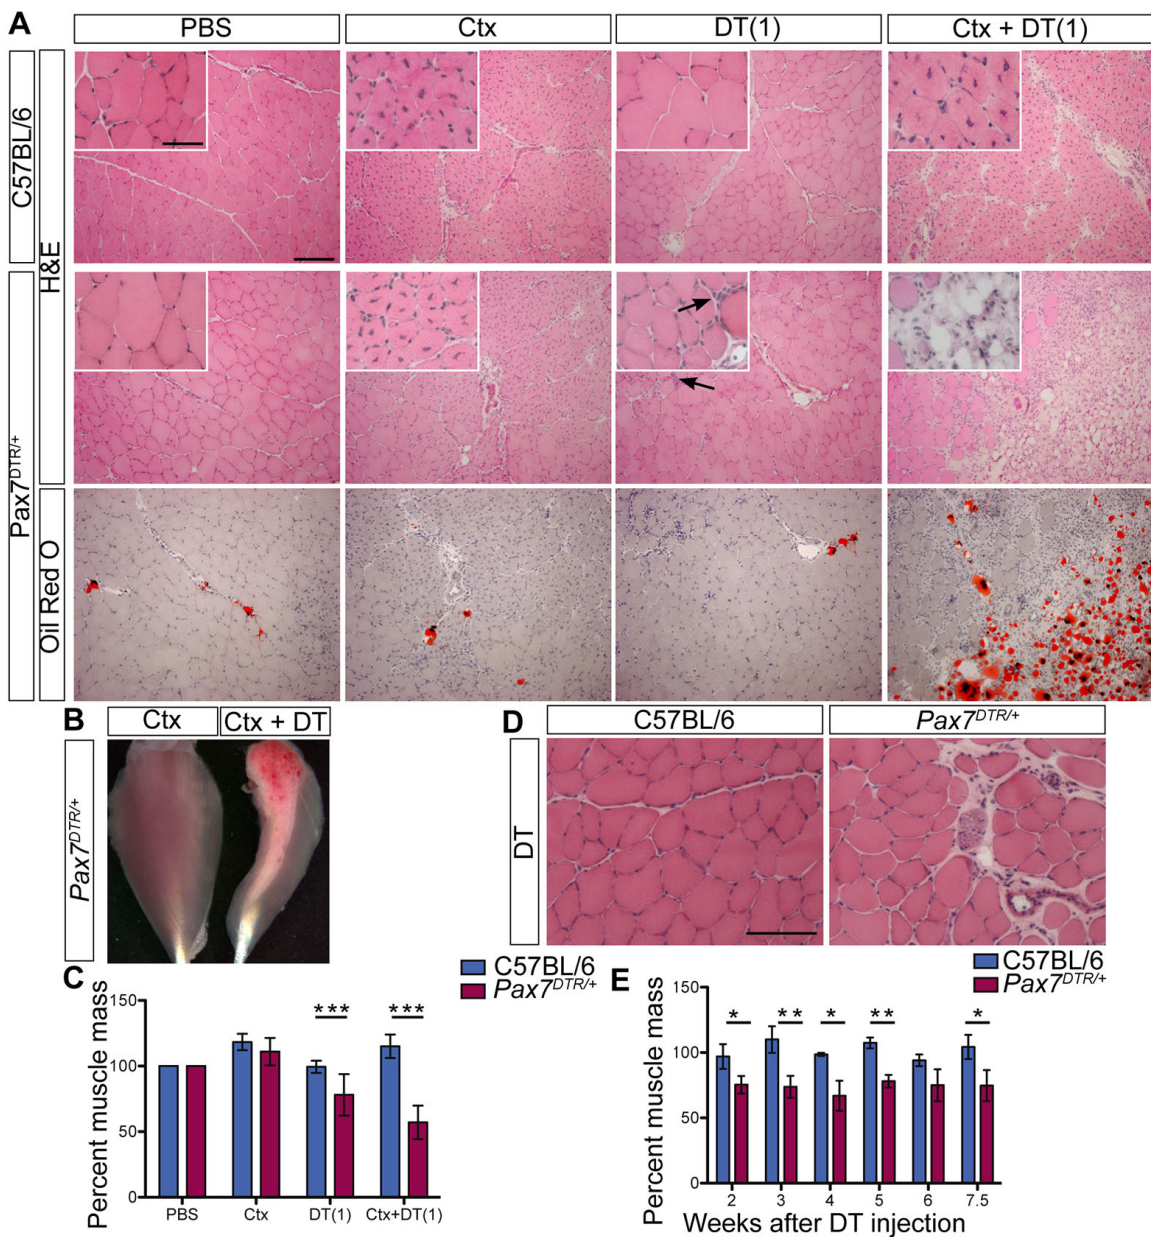 A
PBS
Ctx
DT(1)
Ctx + DT(1)
C57BL/6
H&E
Pax7DTR/+
Oil Red O
B
Ctx
Ctx + DT
Pax7DTR/+
D
C57BL/6
Pax7DTR/+
DT
C
C57BL/6
Pax7DTR/+
Percent muscle mass
150
100
50
0
***
***
PBS
Ctx
DT(1)
Ctx+DT(1)
E
C57BL/6
Pax7DTR/+
Percent muscle mass
150
100
50
0
*
**
*
**
*
2
3
4
5
6
7.5
Weeks after DT injection